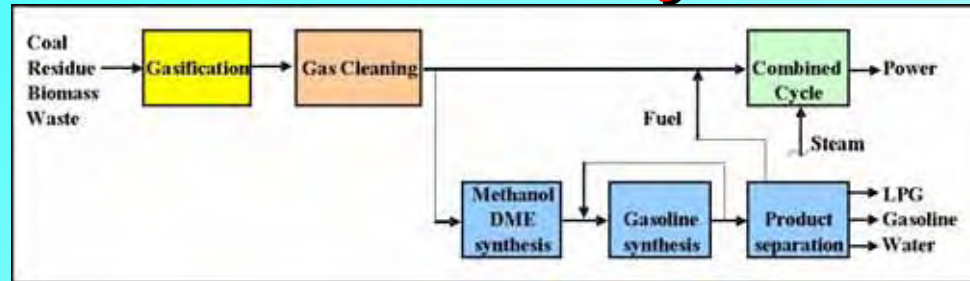 Coal
Residue
Biomass
Waste
Gasification
Gas Cleaning
Combined
Cycle
Power
Fuel
Steam
Methanol
DME
synthesis
Gasoline
synthesis
Product
separation
LPG
Gasoline
Water